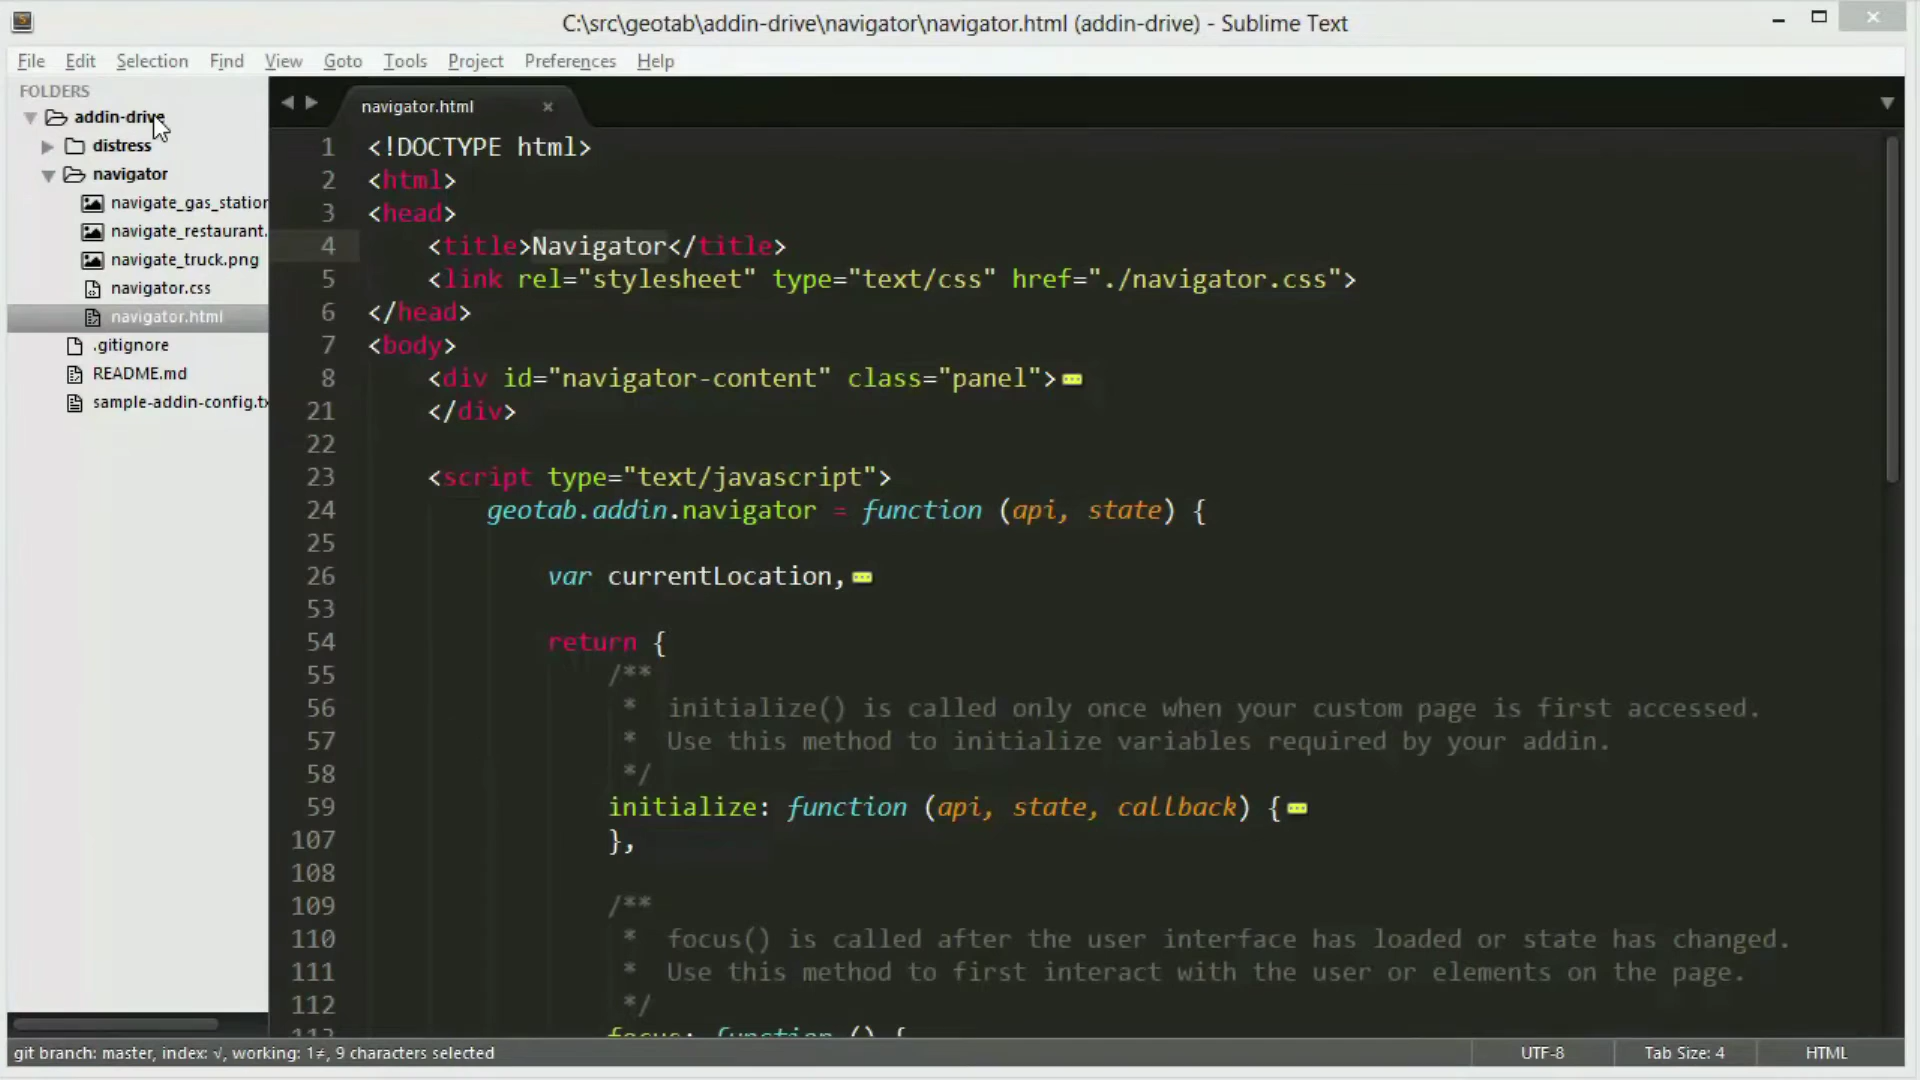 C:\src\geotab\addin-drive\navigator\navigator.html (addin-drive) - Sublime Text
File Edit Selection Find View Goto Tools Project Preferences Help
FOLDERS
addin-drive
distress
navigator
navigate_gas_station
navigate_restaurant.
navigate_truck.png
navigator.css
navigator.html
.gitignore
README.md
sample-addin-config.tx
navigator.html
1 <!DOCTYPE html>
2 <html>
3 <head>
4 <title>Navigator</title>
5 <link rel="stylesheet" type="text/css" href="./navigator.css">
6 </head>
7 <body>
8 <div id="navigator-content" class="panel">
21 </div>
22
23 <script type="text/javascript">
24 geotab.addin.navigator = function (api, state) {
25
26 var currentLocation,
53
54 return {
55 /**
56 * initialize() is called only once when your custom page is first accessed.
57 * Use this method to initialize variables required by your addin.
58 */
59 initialize: function (api, state, callback) {
107 },
108
109 /**
110 * focus() is called after the user interface has loaded or state has changed.
111 * Use this method to first interact with the user or elements on the page.
112 */
113 focus: function () {
git branch: master, index: √, working: 1≠, 9 characters selected
UTF-8 Tab Size: 4 HTML